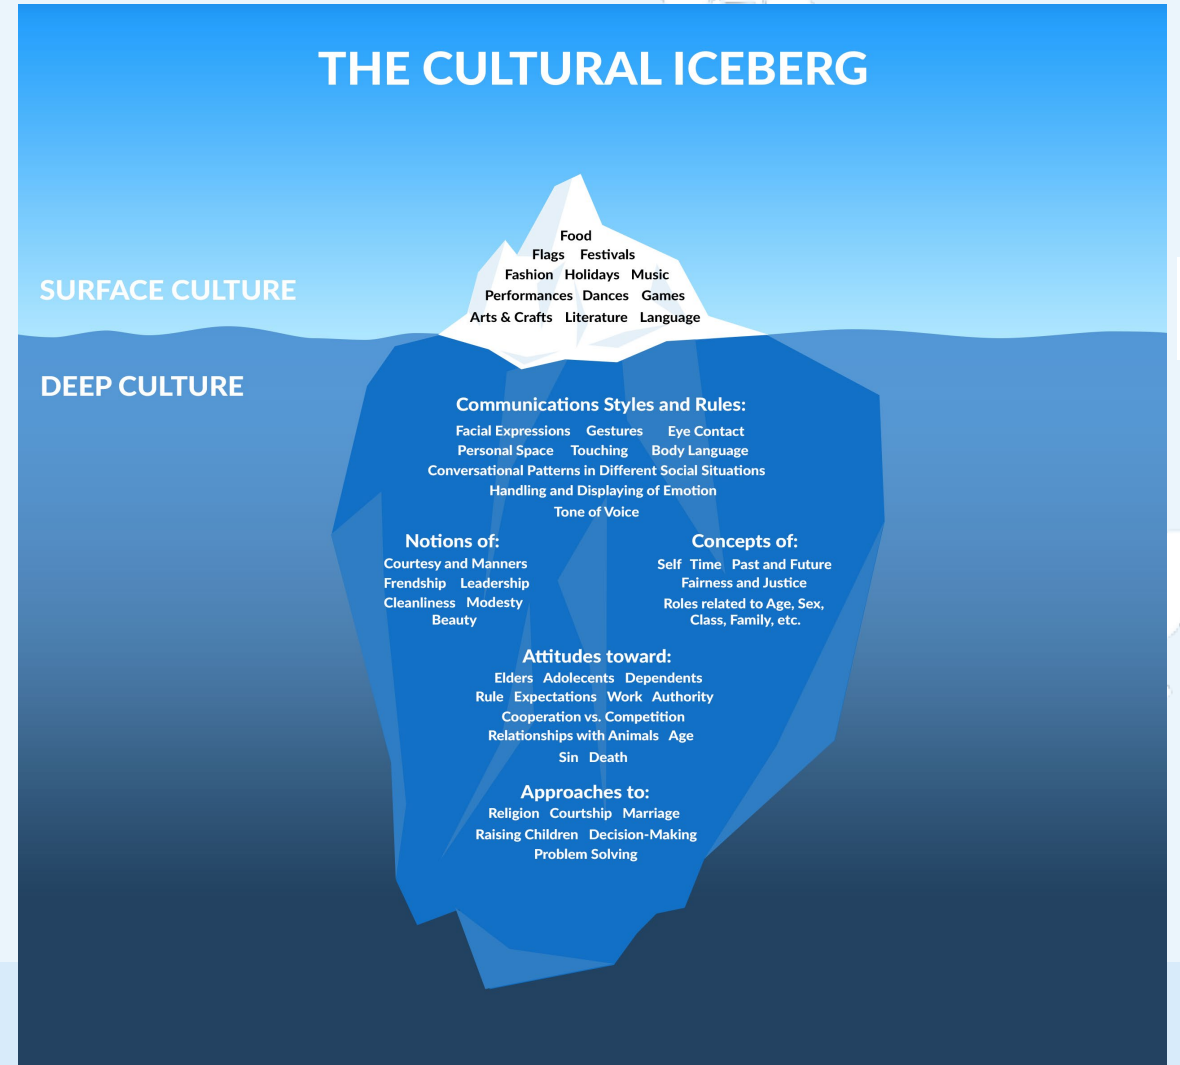 THE CULTURAL ICEBERG
Food
Flags Festivals
Fashion Holidays Music
Performances Dances Games
Arts & Crafts Literature Language
SURFACE CULTURE
DEEP CULTURE
Communications Styles and Rules:
Facial Expressions Gestures Eye Contact
Personal Space Touching Body Language
Conversational Patterns in Different Social Situations
Handling and Displaying of Emotion
Tone of Voice
Notions of:
Courtesy and Manners
Frendship Leadership
Cleanliness Modesty
Beauty
Concepts of:
Self Time Past and Future
Fairness and Justice
Roles related to Age, Sex,
Class, Family, etc.
Attitudes toward:
Elders Adolecents Dependents
Rule Expectations Work Authority
Cooperation vs. Competition
Relationships with Animals Age
Sin Death
Approaches to:
Religion Courtship Marriage
Raising Children Decision-Making
Problem Solving